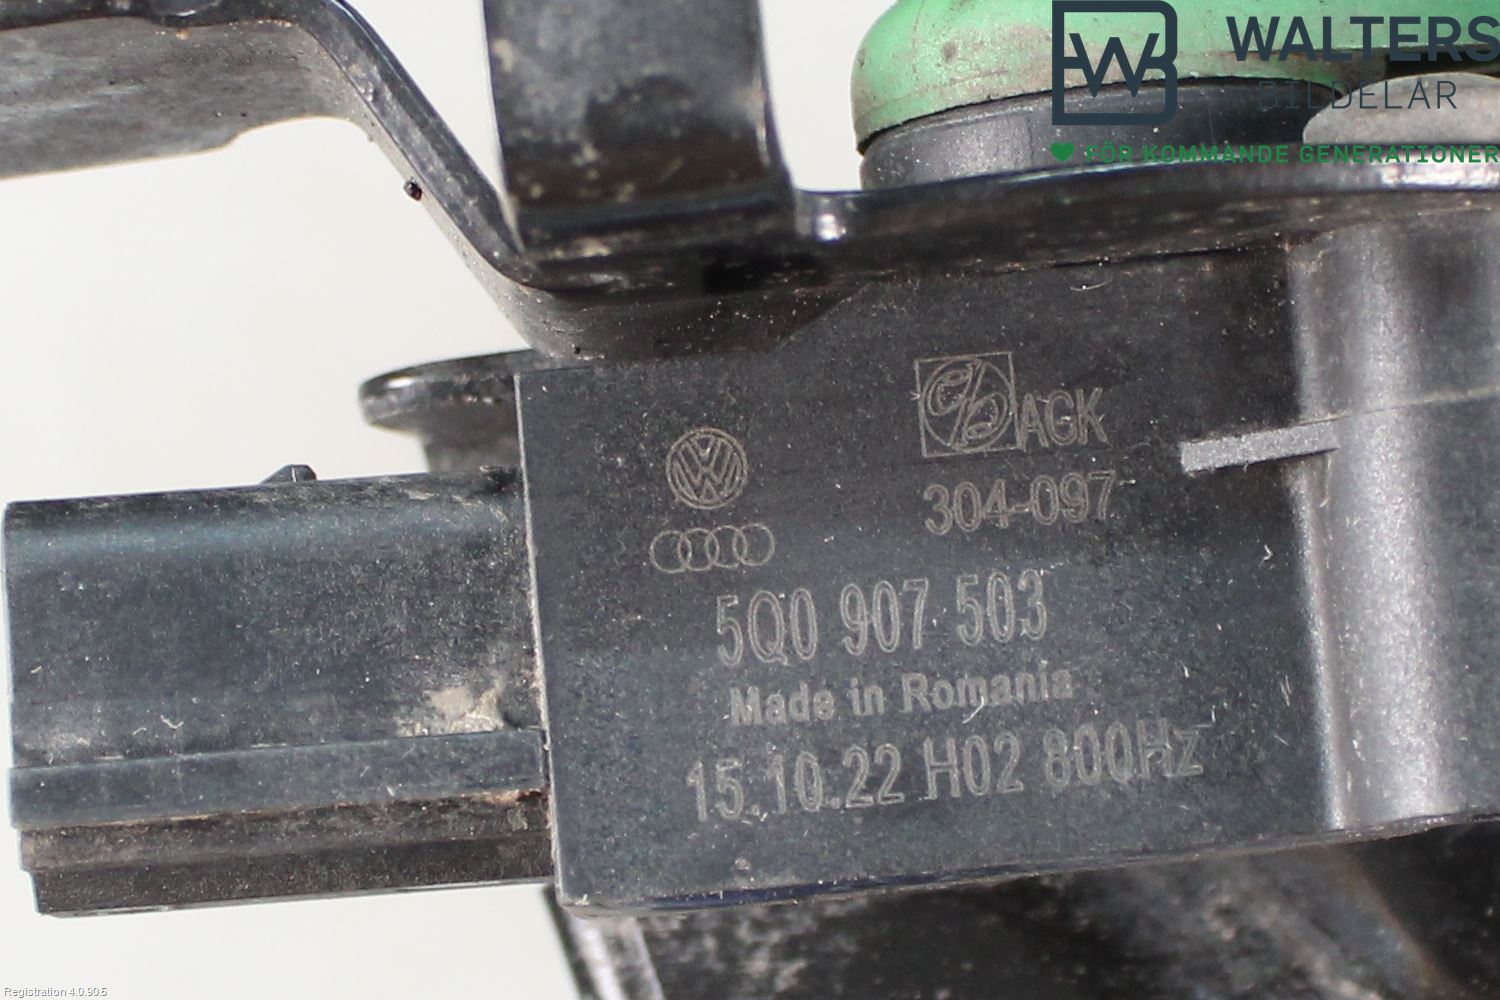 WALTERS
BILDELAR
FÖR KOMMANDE GENERATIONER
AGK
304-097
5Q0 907 503
Made in Romania
15.10.22 H02 800Hz
Registration 4.0.90.5